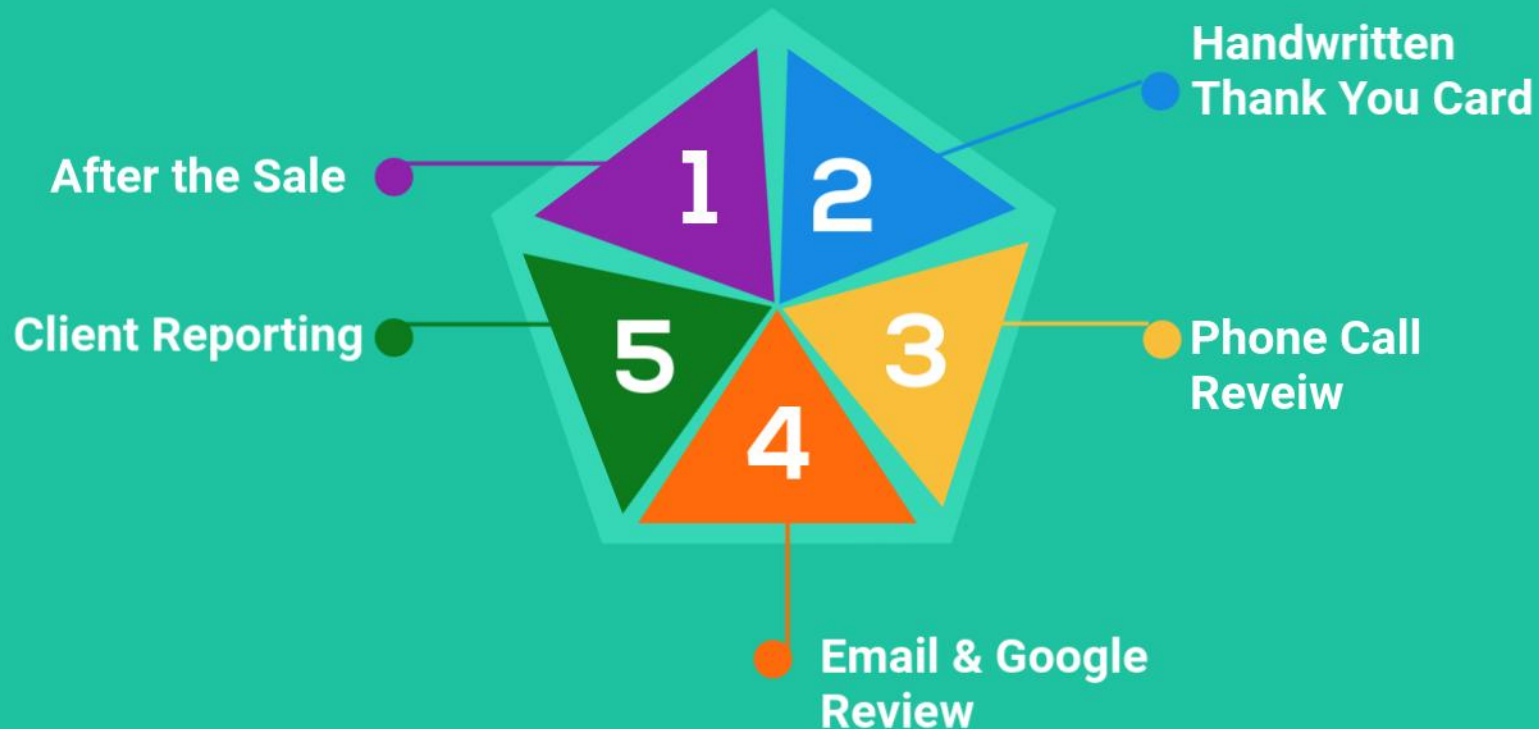 After the Sale
1
2
Handwritten
Thank You Card
Client Reporting
5
3
Phone Call
Reveiw
4
Email & Google
Review